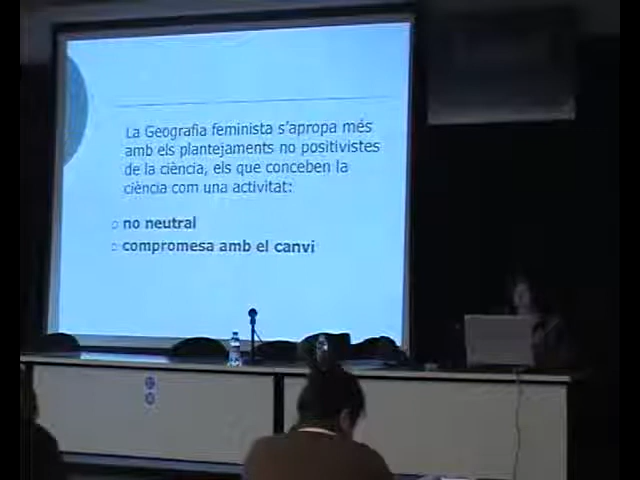 La Geografia feminista s'apropa més
amb els plantejaments no positivistes
de la ciència, els que conceben la
ciència com una activitat:
no neutral
compromesa amb el canvi